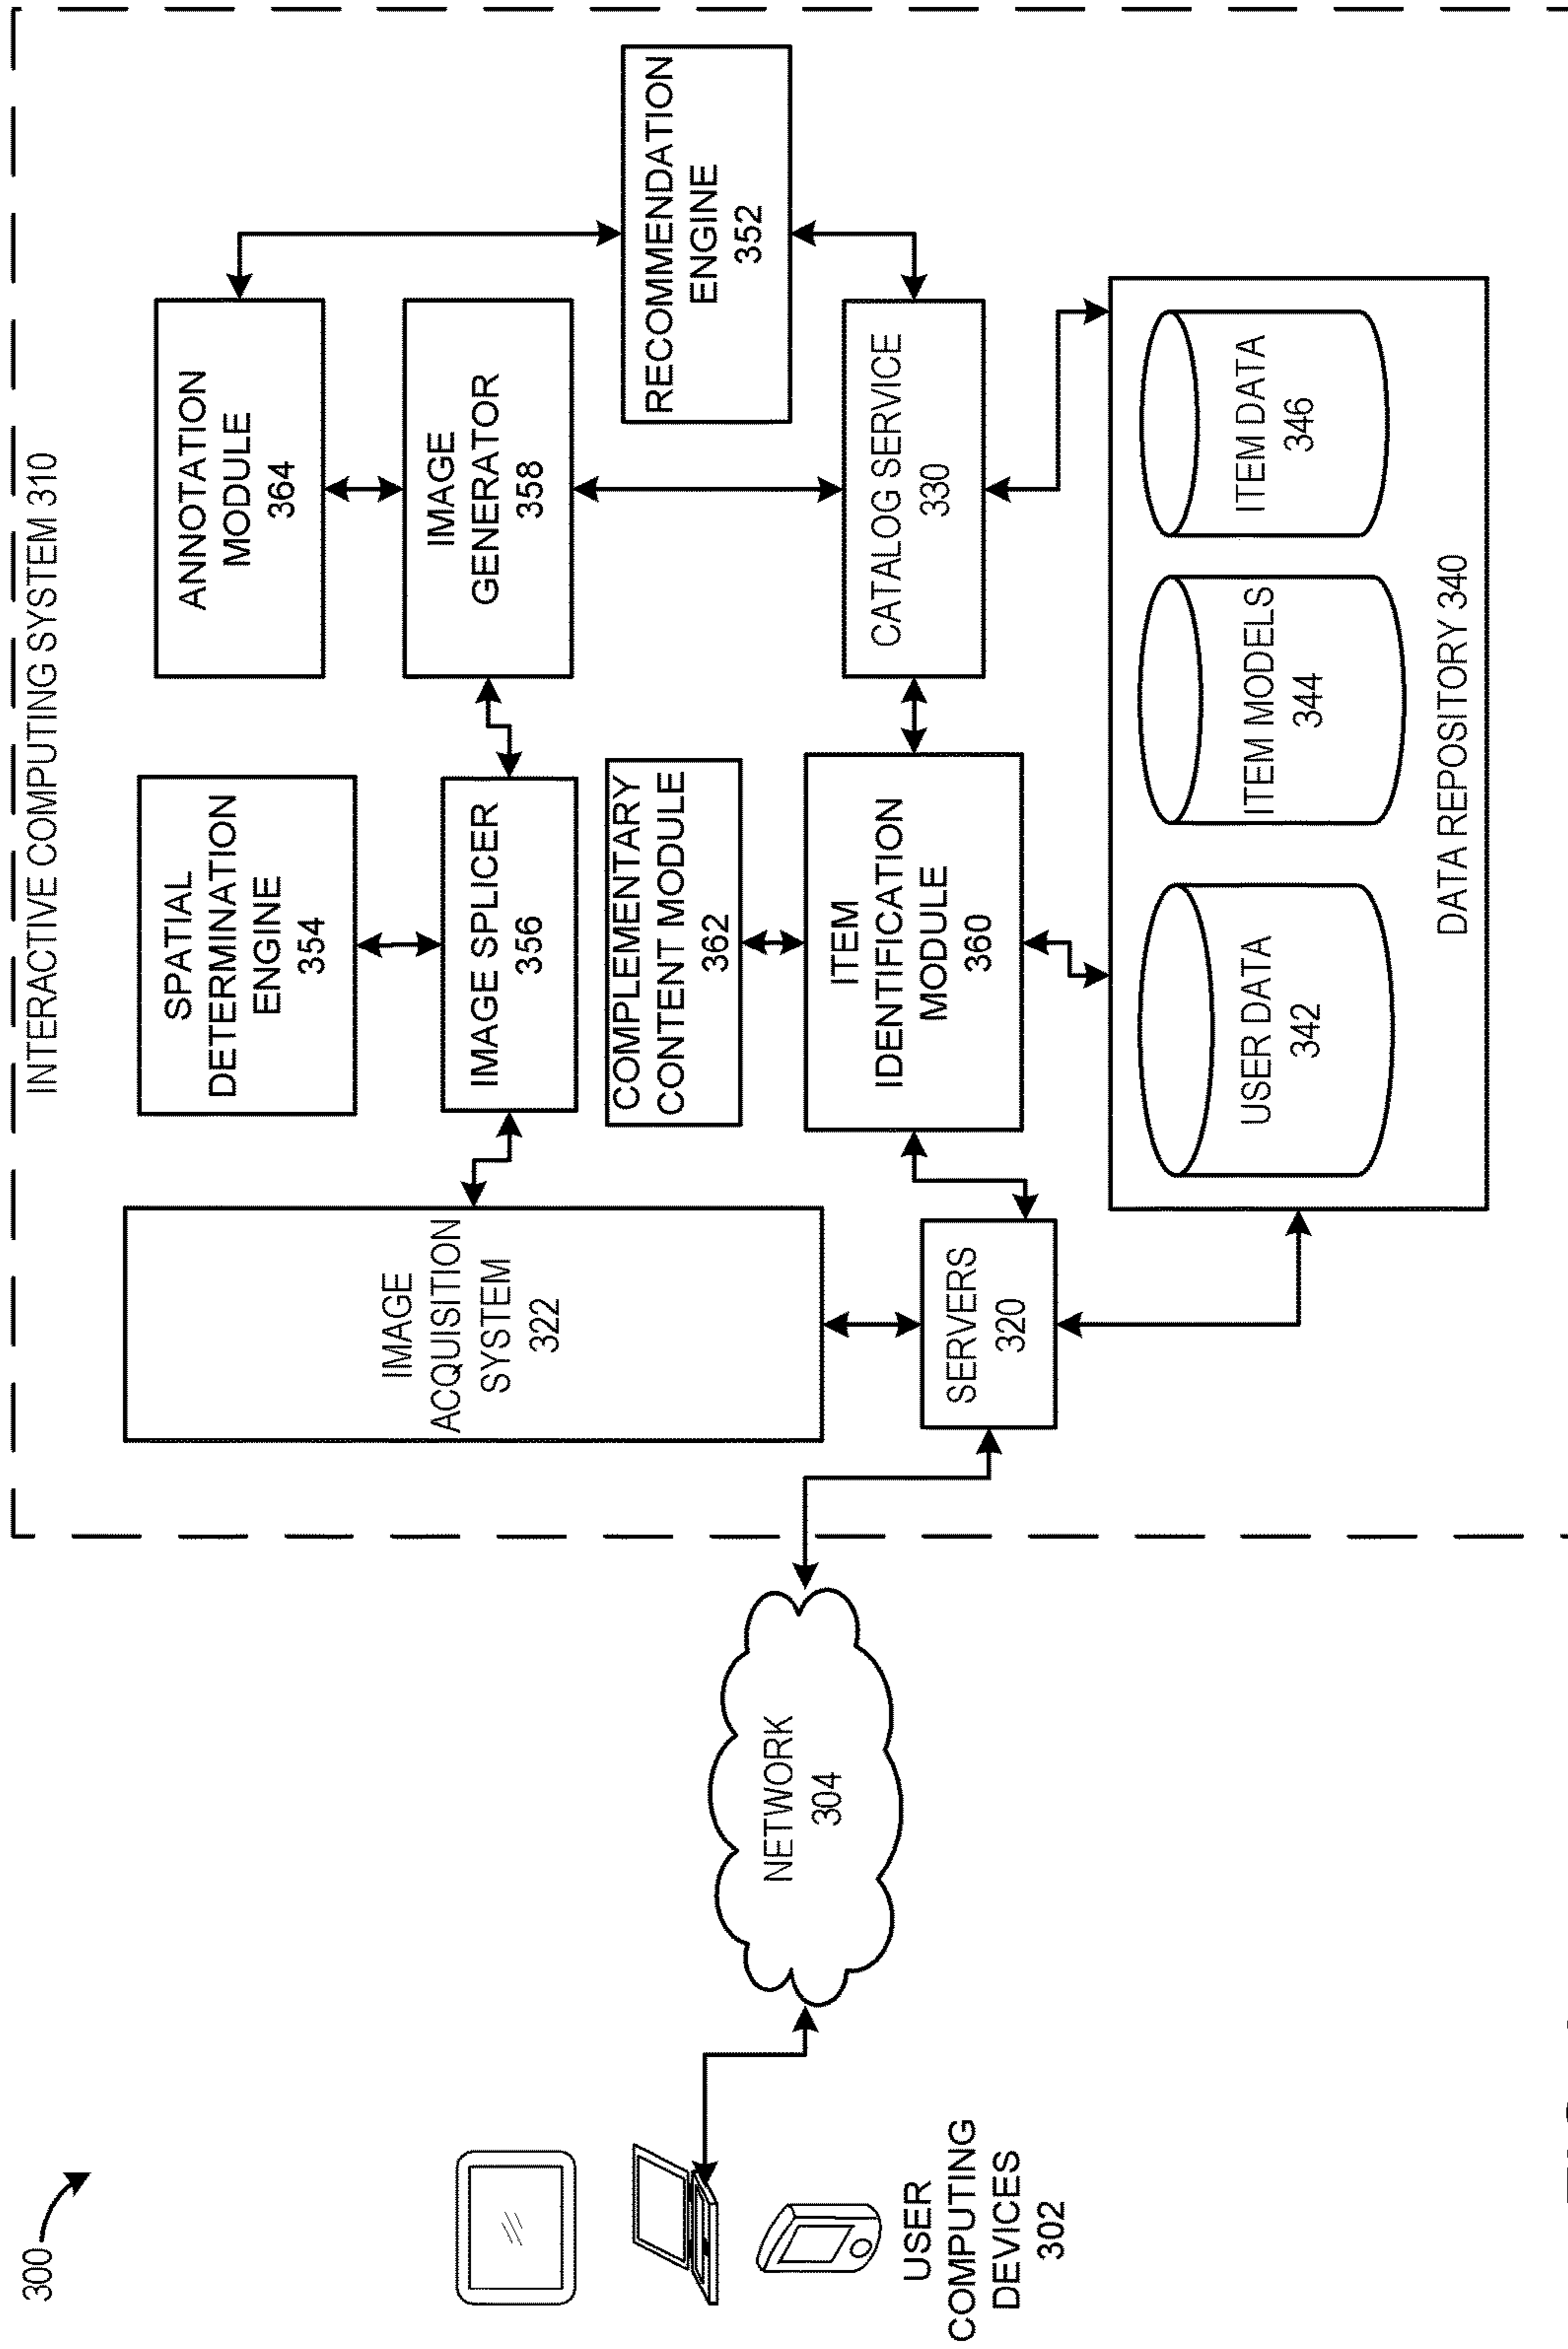 300
INTERACTIVE COMPUTING SYSTEM 310
IMAGE
ACQUISITION
SYSTEM
322
SPATIAL
DETERMINATION
ENGINE
354
ANNOTATION
MODULE
364
IMAGE SPLICER
356
IMAGE
GENERATOR
358
COMPLEMENTARY
CONTENT MODULE
362
RECOMMENDATION
ENGINE
352
NETWORK
304
SERVERS
320
ITEM
IDENTIFICATION
MODULE
360
CATALOG SERVICE
330
USER
COMPUTING
DEVICES
302
USER DATA
342
ITEM MODELS
344
ITEM DATA
346
DATA REPOSITORY 340